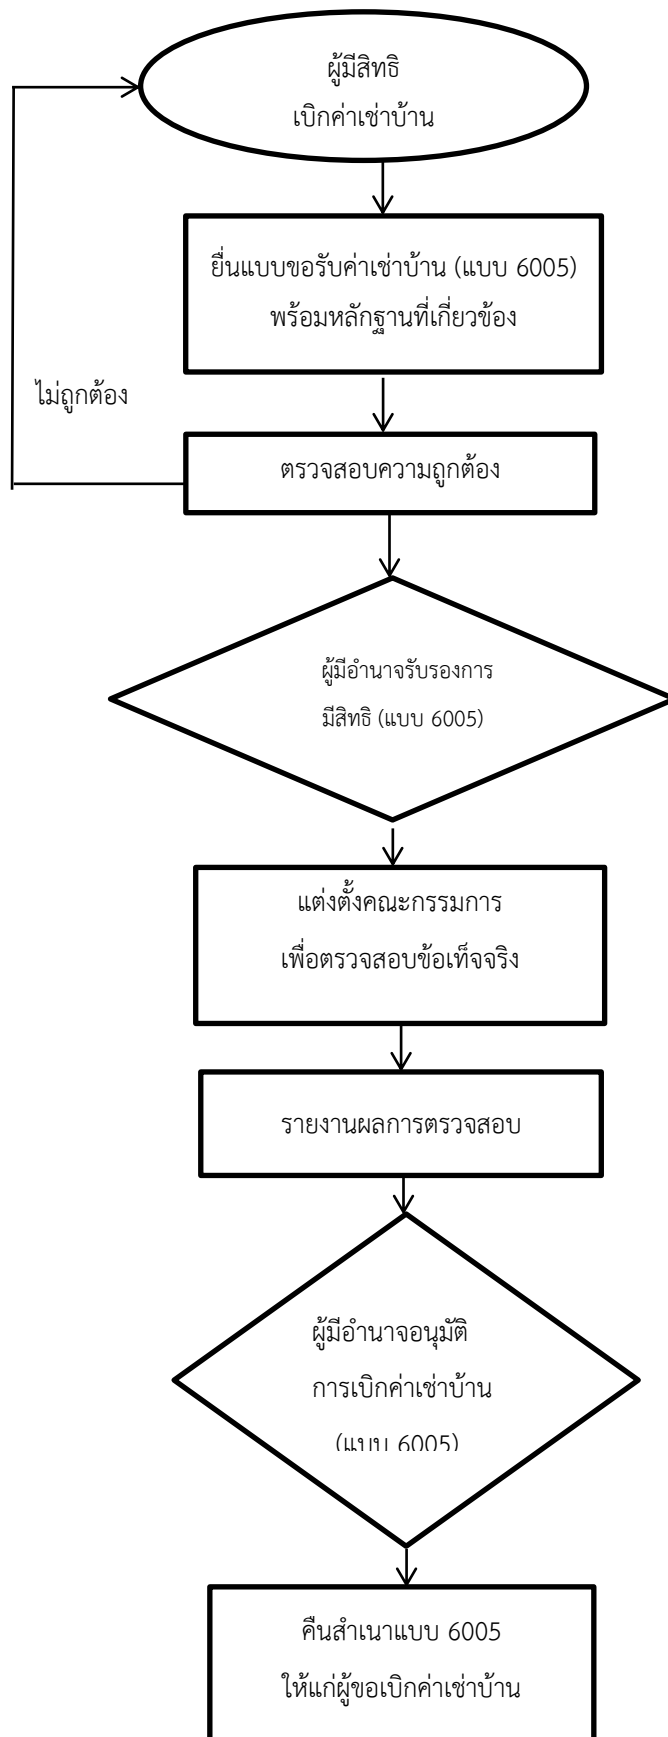 ผู้มีสิทธิ
เบิกค่าเช่าบ้าน
ยื่นแบบขอรับค่าเช่าบ้าน (แบบ 6005)
พร้อมหลักฐานที่เกี่ยวข้อง
ไม่ถูกต้อง
ตรวจสอบความถูกต้อง
ผู้มีอำนาจรับรองการ
มีสิทธิ (แบบ 6005)
แต่งตั้งคณะกรรมการ
เพื่อตรวจสอบข้อเท็จจริง
รายงานผลการตรวจสอบ
ผู้มีอำนาจอนุมัติ
การเบิกค่าเช่าบ้าน
(แบบ 6005)
คืนสำเนาแบบ 6005
ให้แก่ผู้ขอเบิกค่าเช่าบ้าน